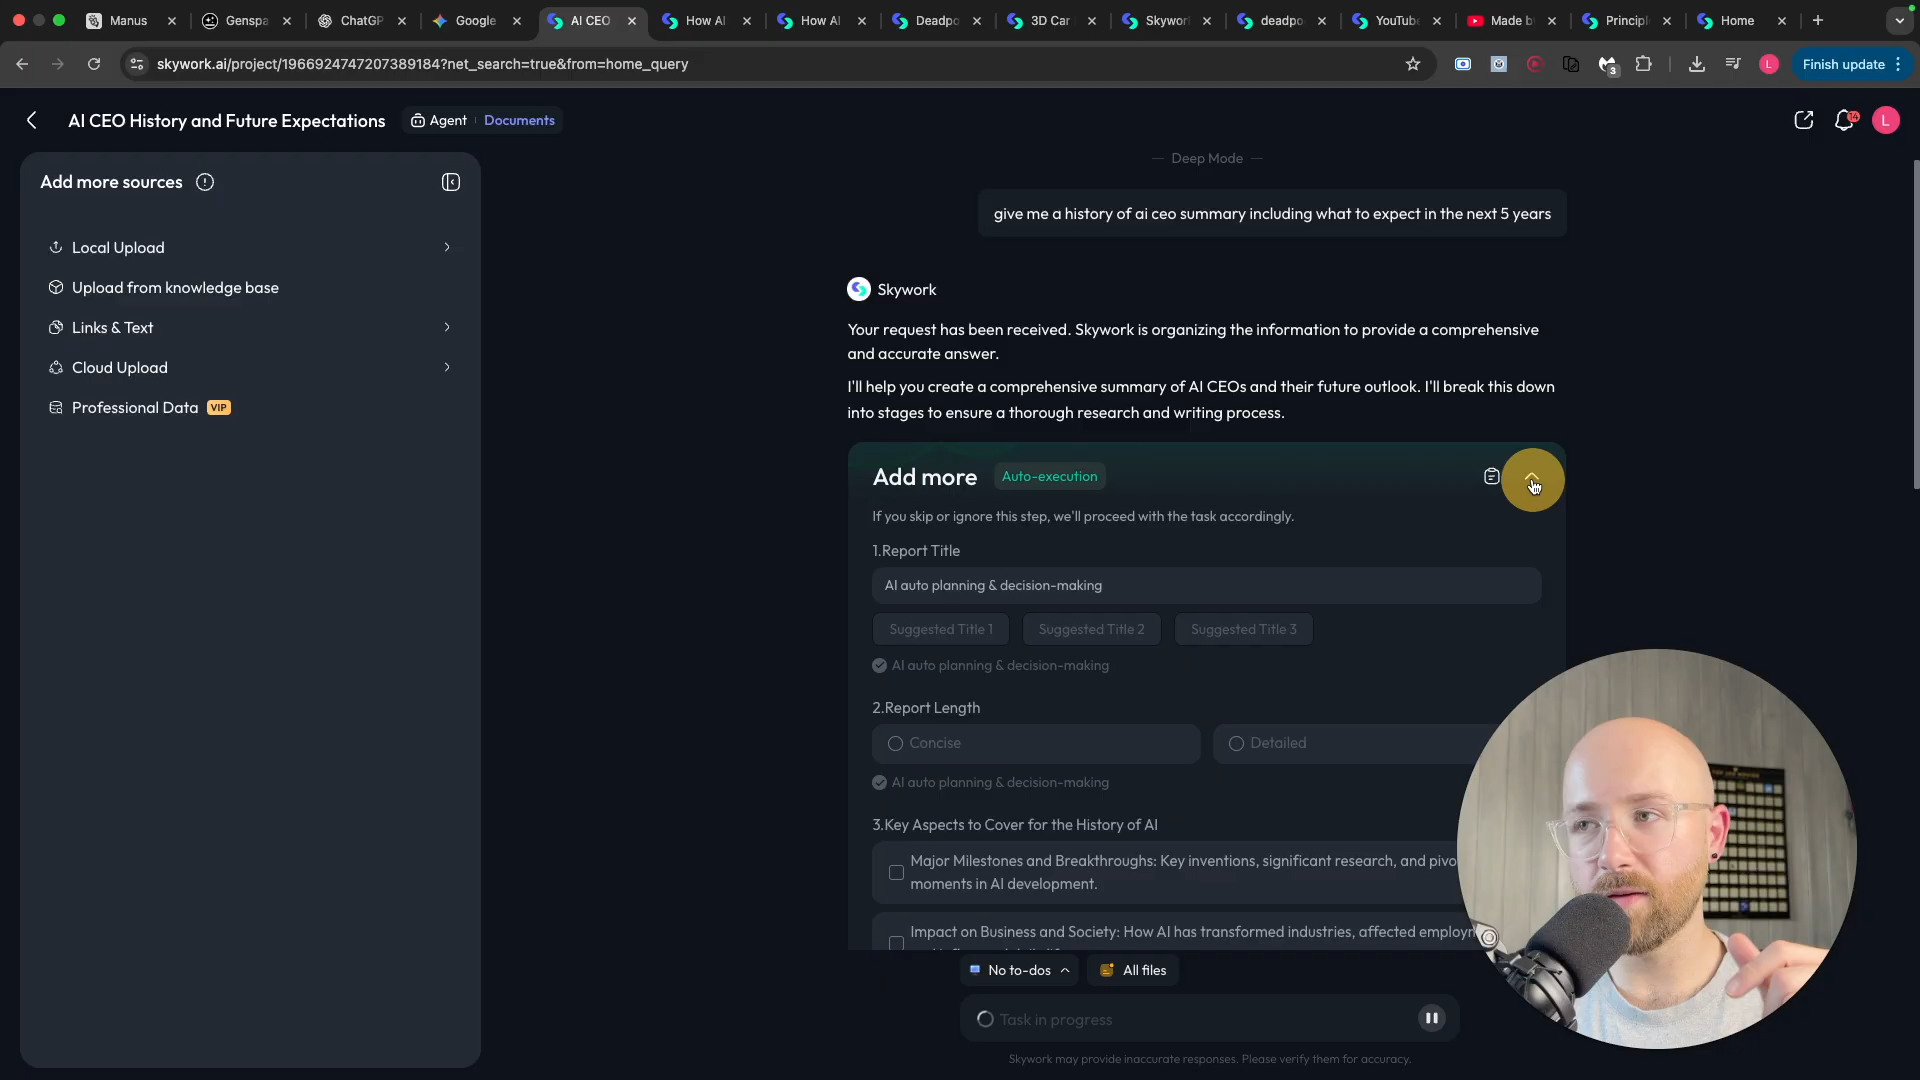 Manus
Genspa
ChatGP
Google
AI CEO
How AI
How AI
Deadpo
3D Car
Skywor
deadpo
YouTube
Made b
Principl
Home
skywork.ai/project/1966924747207389184?net_search=true&from=home_query
3
L
Finish update
AI CEO History and Future Expectations
Agent
Documents
14
L
Add more sources
Local Upload
Upload from knowledge base
Links & Text
Cloud Upload
Professional Data VIP
Deep Mode
give me a history of ai ceo summary including what to expect in the next 5 years
Skywork
Your request has been received. Skywork is organizing the information to provide a comprehensive
and accurate answer.
I'll help you create a comprehensive summary of AI CEOs and their future outlook. I'll break this down
into stages to ensure a thorough research and writing process.
Add more
Auto-execution
If you skip or ignore this step, we'll proceed with the task accordingly.
1.Report Title
AI auto planning & decision-making
Suggested Title 1
Suggested Title 2
Suggested Title 3
AI auto planning & decision-making
2.Report Length
Concise
Detailed
AI auto planning & decision-making
3.Key Aspects to Cover for the History of AI
Major Milestones and Breakthroughs: Key inventions, significant research, and pivo
moments in AI development.
Impact on Business and Society: How AI has transformed industries, affected employm
No to-dos
All files
Task in progress
Skywork may provide inaccurate responses. Please verify them for accuracy.